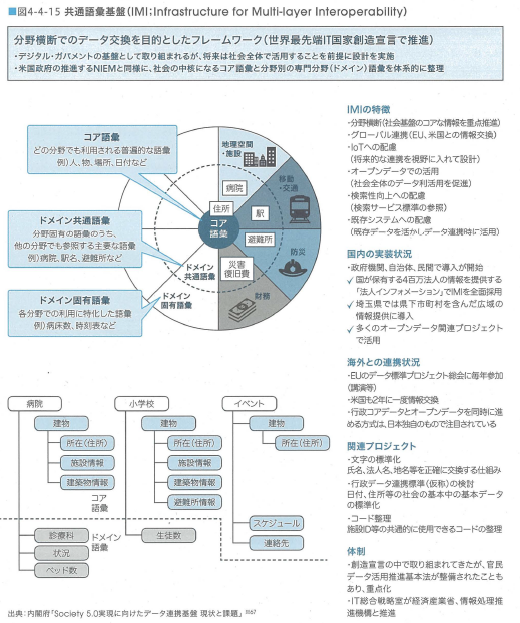 ■図4-4-15 共通語彙基盤(IMI:Infrastructure for Multi-layer Interoperability)
分野横断でのデータ交換を目的としたフレームワーク(世界最先端IT国家創造宣言で推進)
・デジタル・ガバメントの基盤として取り組まれるが、将来は社会全体で活用することを前提に設計を実施
・米国政府の推進するNIEMと同様に、社会の中核になるコア語彙と分野別の専門分野(ドメイン)語彙を体系的に整理
コア語彙
どの分野でも利用される普遍的な語彙
例)人、物、場所、日付など
ドメイン共通語彙
分野固有の語彙のうち、
他の分野でも参照する主要な語彙
例)病院、駅名、避難所など
ドメイン固有語彙
各分野での利用に特化した語彙
例)病床数、時刻表など
地理空間
・施設
移動
・交通
防災
財務
病院
駅
住所
避難所
災害
復旧費
コア
語彙
ドメイン
共通語彙
ドメイン
固有語彙
IMIの特徴
・分野横断(社会基盤のコアな情報を重点推進)
・グローバル連携(EU、米国との情報交換)
・IoTへの配慮
(将来的な連携を視野に入れて設計)
・オープンデータでの活用
(社会全体のデータ利活用を促進)
・検索性向上への配慮
(検索サービス標準の参照)
・既存システムへの配慮
(既存データを活かしデータ連携時に活用)
国内の実装状況
・政府機関、自治体、民間で導入が開始
✓ 国が保有する4百万法人の情報を提供する
「法人インフォメーション」でIMIを全面採用
✓ 埼玉県では県下市町村を含んだ広域の
情報提供に導入
✓ 多くのオープンデータ関連プロジェクト
で活用
海外との連携状況
・EUのデータ標準プロジェクト総会に毎年参加
(講演等)
・米国も2年に一度情報交換
・行政コアデータとオープンデータを同時に進
める方式は、日本独自のもので注目されている
関連プロジェクト
・文字の標準化
氏名、法人名、地名等を正確に交換する仕組み
・行政データ連携標準(仮称)の検討
日付、住所等の社会の基本中の基本データ
の標準化
・コード整理
施設ID等の共通的に使用できるコードの整理
体制
・創造宣言の中で取り組まれてきたが、官民
データ活用推進基本法が整備されたことも
あり、重点化
・IT総合戦略室が経済産業省、情報処理推
進機構と推進
病院
建物
所在(住所)
施設情報
建築物情報
コア
語彙
ドメイン
語彙
診療科
状況
ベッド数
小学校
建物
所在(住所)
施設情報
建築物情報
避難所情報
生徒数
イベント
建物
所在(住所)
スケジュール
連絡先
出典:内閣府「Society 5.0実現に向けたデータ連携基盤 現状と課題」